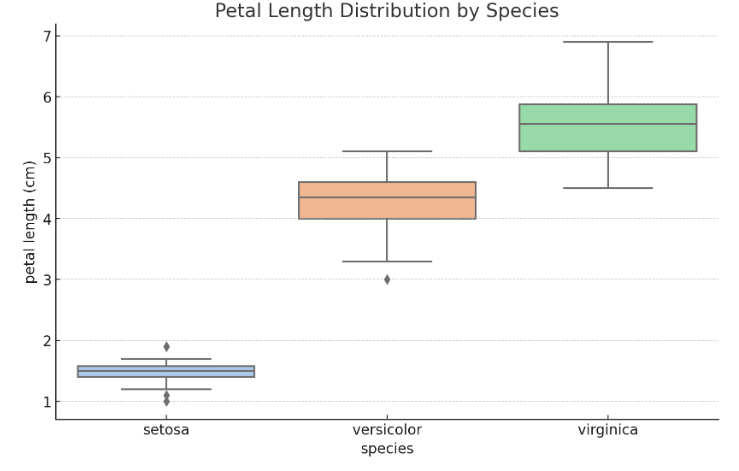 Petal Length Distribution by Species
petal length (cm)
7
6
5
4
3
2
1
setosa versicolor virginica
species